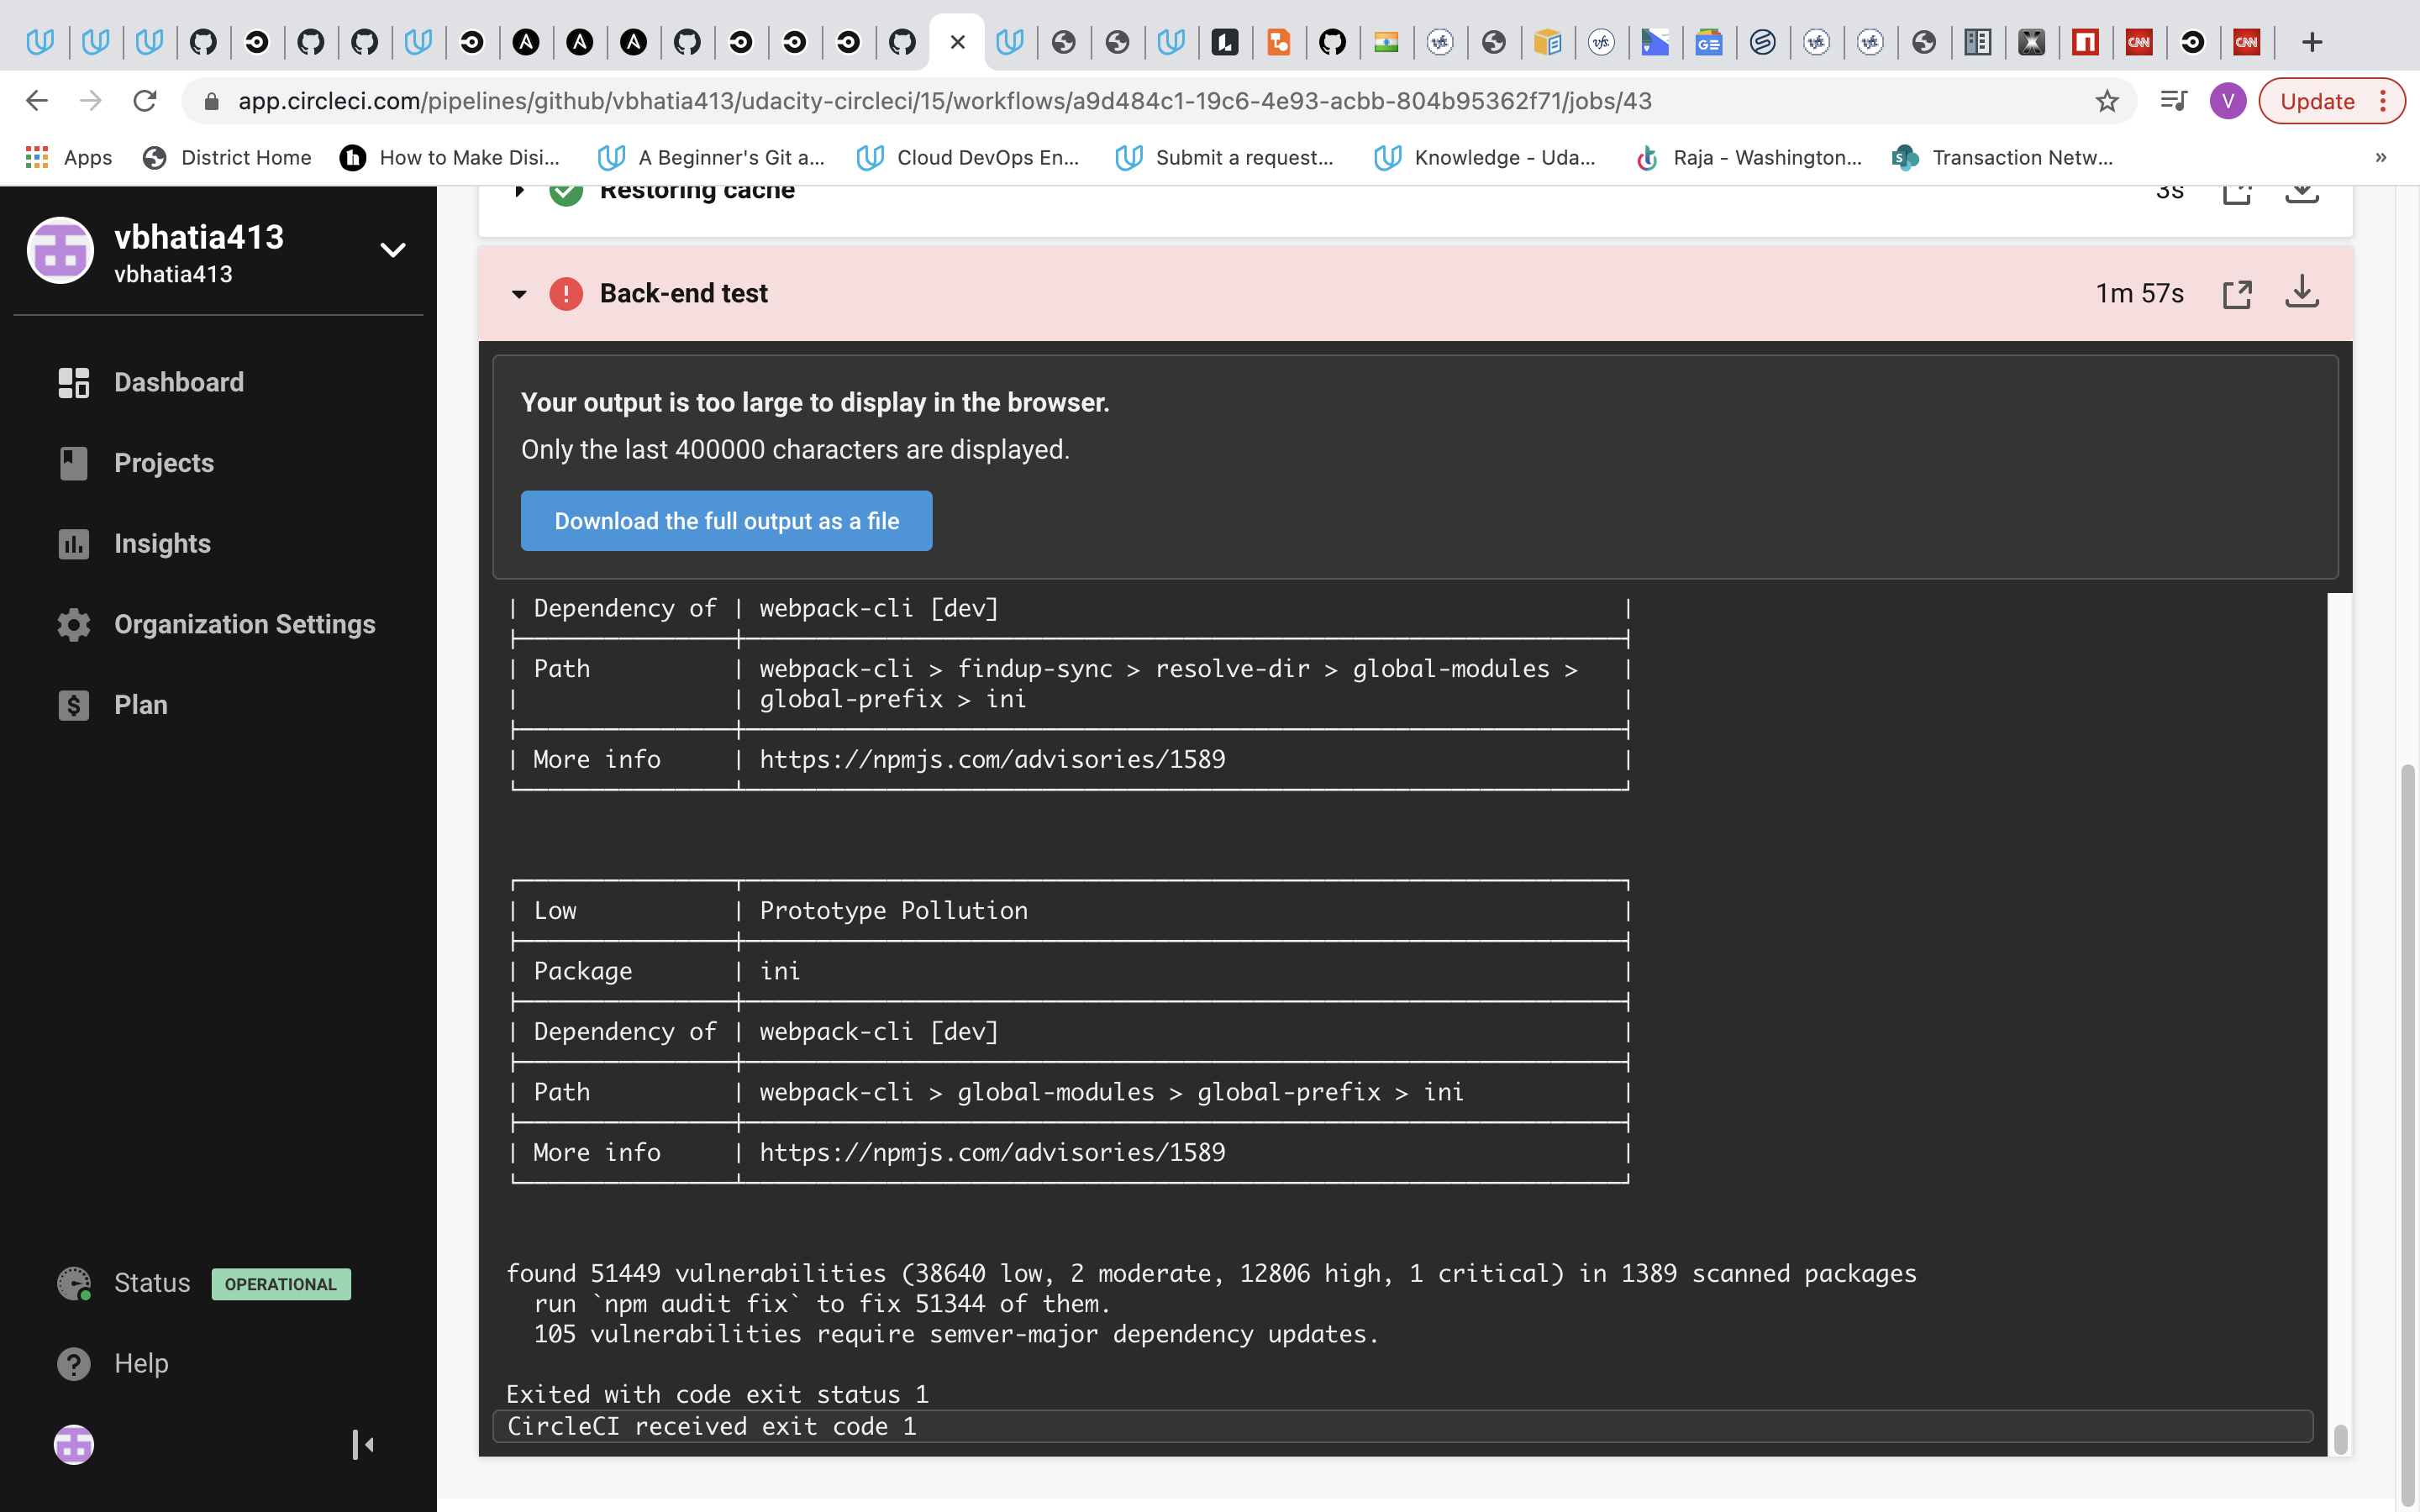 app.circleci.com/pipelines/github/vbhatia413/udacity-circleci/15/workflows/a9d484c1-19c6-4e93-acbb-804b95362f71/jobs/43
V
Update
Apps
District Home
How to Make Disi...
A Beginner's Git a...
Cloud DevOps En...
Submit a request...
Knowledge - Uda...
Raja - Washington...
Transaction Netw...
»
vbhatia413
vbhatia413
Dashboard
Projects
Insights
Organization Settings
Plan
Status OPERATIONAL
Help
Restoring cache 3s
Back-end test 1m 57s
Your output is too large to display in the browser.
Only the last 400000 characters are displayed.
Download the full output as a file
| Dependency of | webpack-cli [dev] |
| Path | webpack-cli > findup-sync > resolve-dir > global-modules > |
| | global-prefix > ini |
| More info | https://npmjs.com/advisories/1589 |
| Low | Prototype Pollution |
| Package | ini |
| Dependency of | webpack-cli [dev] |
| Path | webpack-cli > global-modules > global-prefix > ini |
| More info | https://npmjs.com/advisories/1589 |
found 51449 vulnerabilities (38640 low, 2 moderate, 12806 high, 1 critical) in 1389 scanned packages
run `npm audit fix` to fix 51344 of them.
105 vulnerabilities require semver-major dependency updates.
Exited with code exit status 1
CircleCI received exit code 1